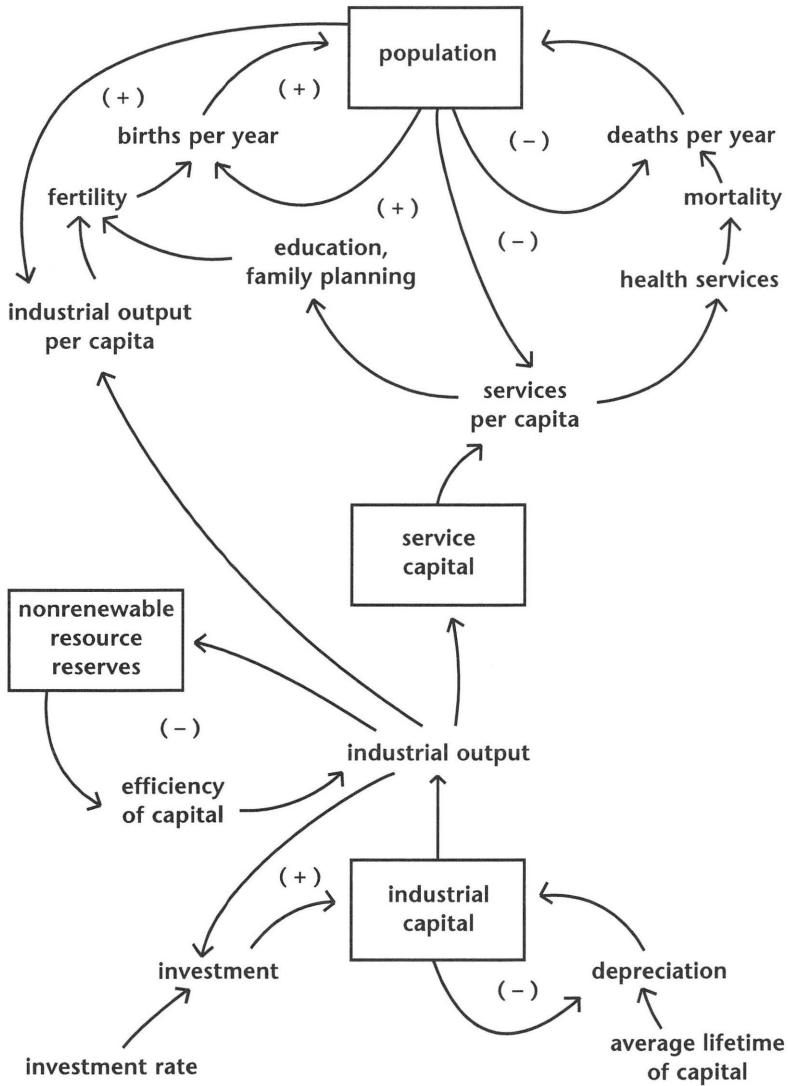 population
(+)
(+)
births per year
(-)
deaths per year
fertility
(+)
mortality
education,
family planning
(-)
health services
industrial output
per capita
services
per capita
service
capital
nonrenewable
resource
reserves
(-)
industrial output
efficiency
of capital
(+)
industrial
capital
investment
(-)
depreciation
investment rate
average lifetime
of capital